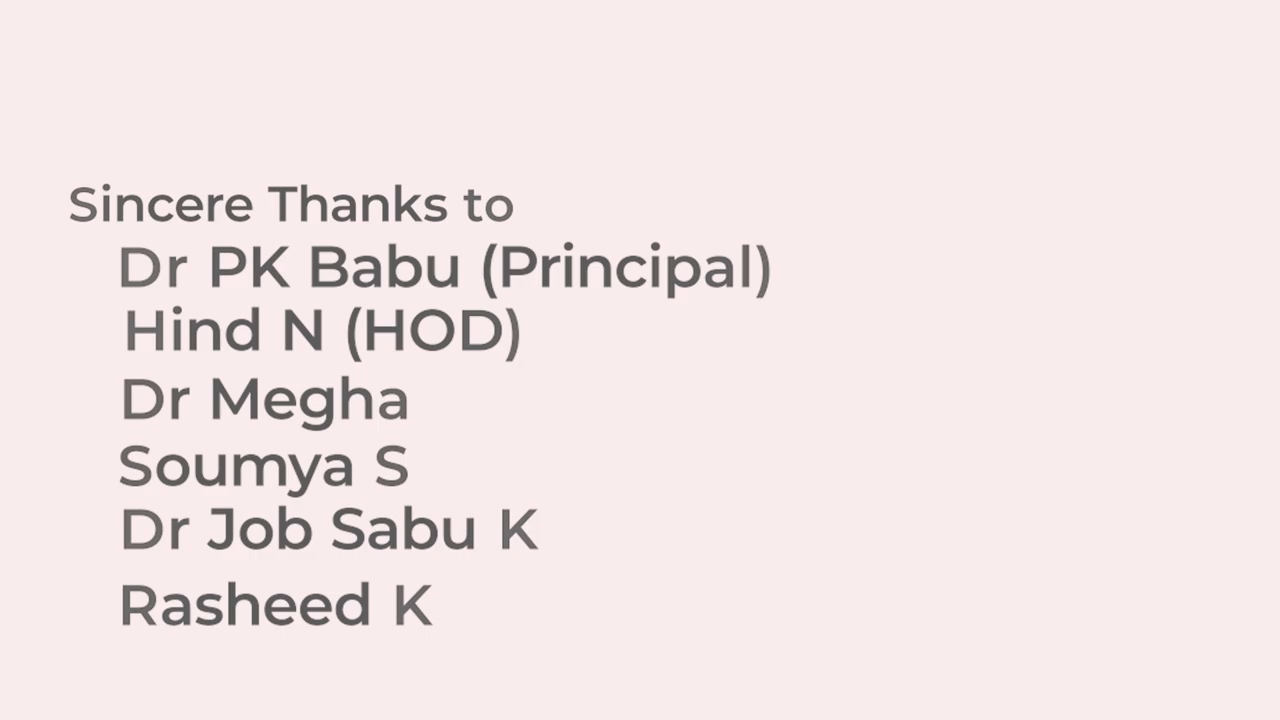 Sincere Thanks to
Dr PK Babu (Principal)
Hind N (HOD)
Dr Megha
Soumya S
Dr Job Sabu K
Rasheed K